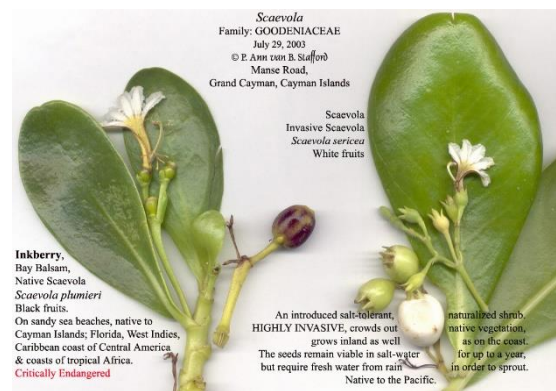 Scaevola
Family: GOODENIACEAE
July 29, 2003
© P. Ann van B. Stafford
Manse Road,
Grand Cayman, Cayman Islands
Scaevola
Invasive Scaevola
Scaevola sericea
White fruits
Inkberry,
Bay Balsam,
Native Scaevola
Scaevola plumieri
Black fruits.
On sandy sea beaches, native to
Cayman Islands; Florida, West Indies,
Caribbean coast of Central America
& coasts of tropical Africa.
Critically Endangered
An introduced salt-tolerant, naturalized shrub.
HIGHLY INVASIVE, crowds out native vegetation,
grows inland as well as on the coast.
The seeds remain viable in salt-water for up to a year,
but require fresh water from rain in order to sprout.
Native to the Pacific.